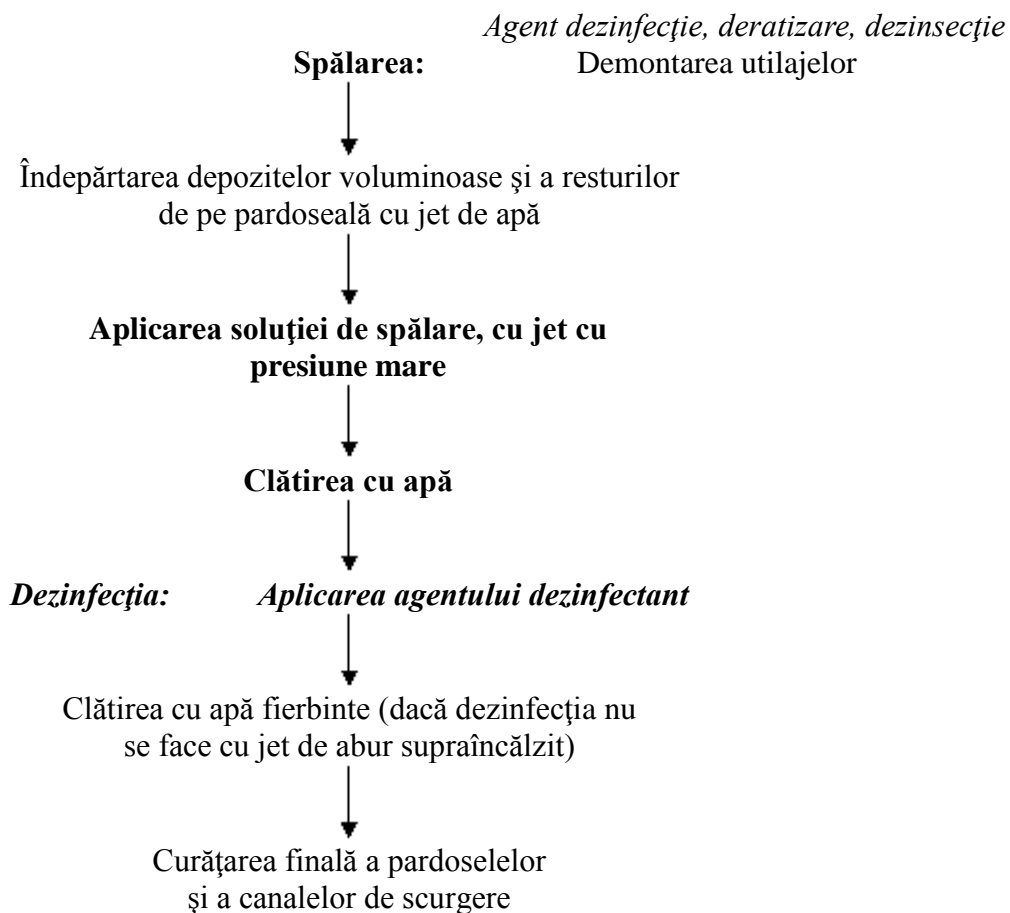 Agent dezinfecţie, deratizare, dezinsecţie
Spălarea: Demontarea utilajelor
Îndepărtarea depozitelor voluminoase şi a resturilor
de pe pardoseală cu jet de apă
Aplicarea soluţiei de spălare, cu jet cu
presiune mare
Clătirea cu apă
Dezinfecţia: Aplicarea agentului dezinfectant
Clătirea cu apă fierbinte (dacă dezinfecţia nu
se face cu jet de abur supraîncălzit)
Curăţarea finală a pardoselelor
şi a canalelor de scurgere